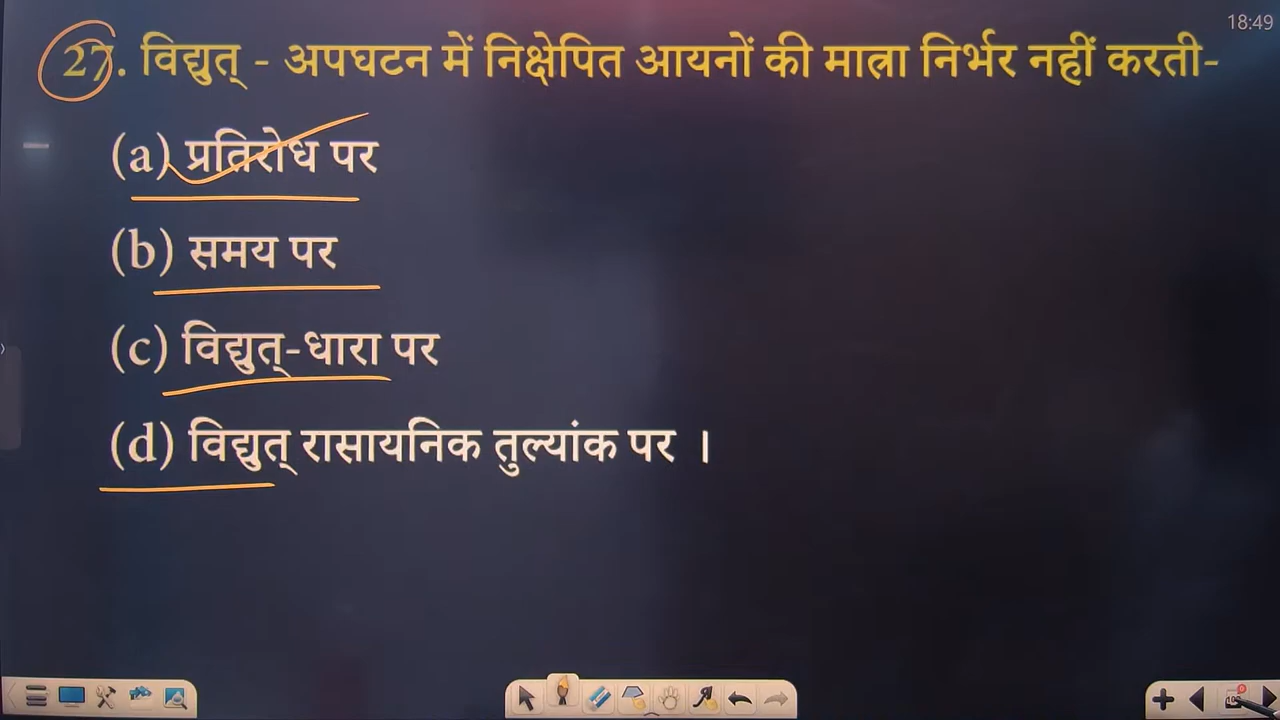 18:49
27. विद्युत् - अपघटन में निक्षेपित आयनों की मात्रा निर्भर नहीं करती-
(a) प्रतिरोध पर
(b) समय पर
(c) विद्युत्-धारा पर
(d) विद्युत् रासायनिक तुल्यांक पर ।